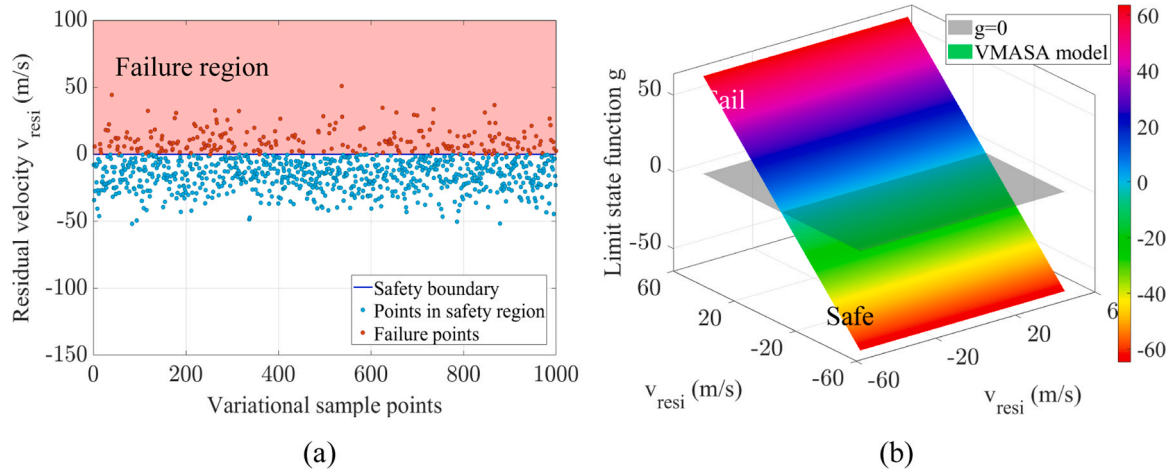 100
50
0
-50
-100
-150
Residual velocity v_resi (m/s)
Failure region
Safety boundary
Points in safety region
Failure points
0
200
400
600
800
1000
Variational sample points
(a)
g=0
VMASA model
Limit state function g
50
0
-50
Fail
Safe
60
20
-20
-60
v_resi (m/s)
-60
-20
20
6
v_resi (m/s)
60
40
20
0
-20
-40
-60
(b)